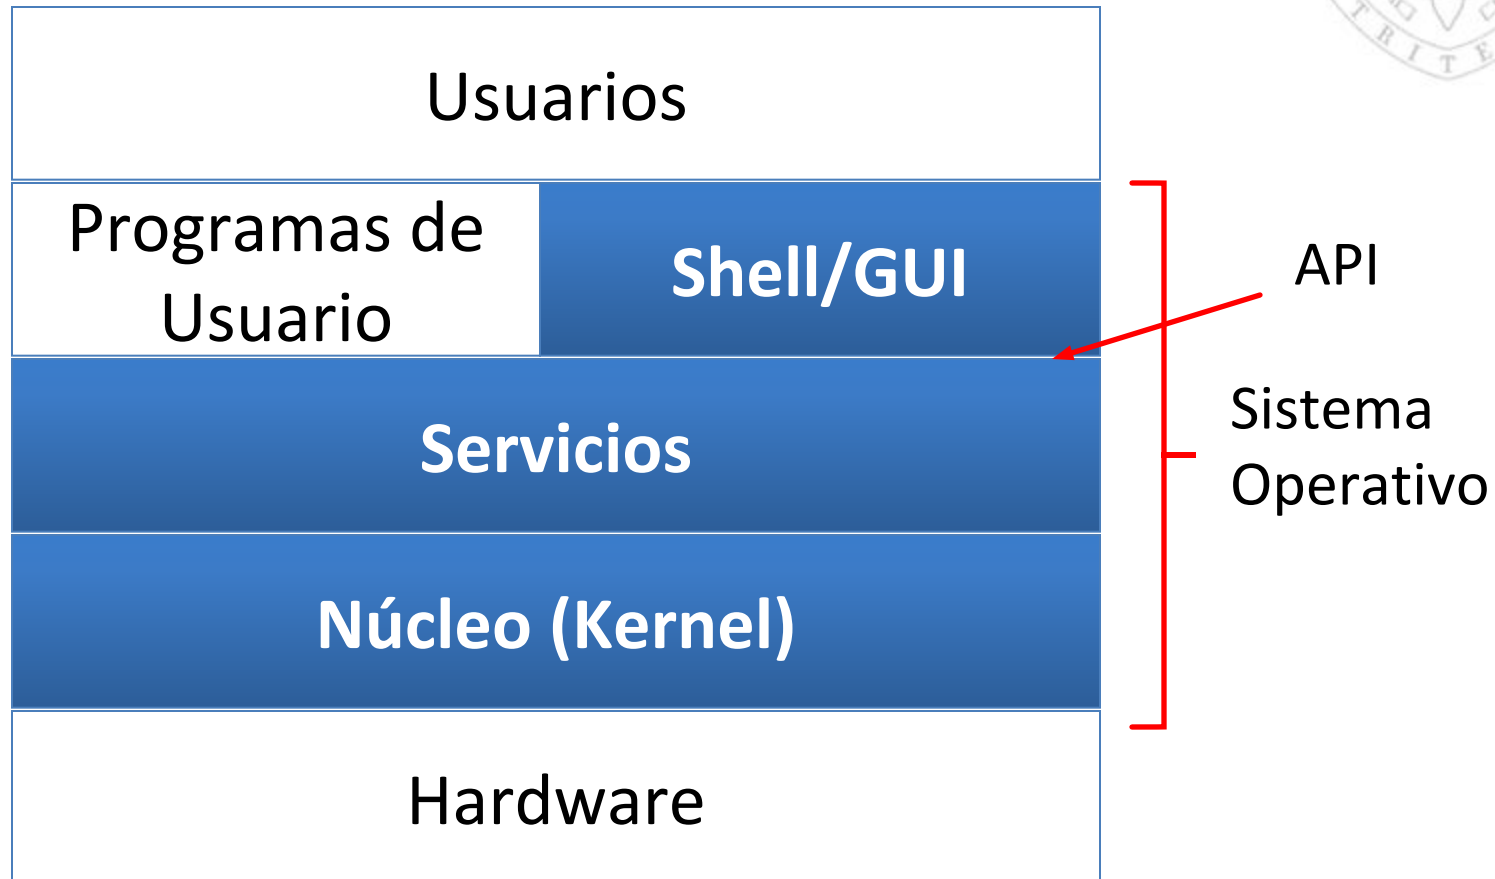 Usuarios
Programas de
Usuario
Shell/GUI
API
Servicios
Sistema
Operativo
Núcleo (Kernel)
Hardware